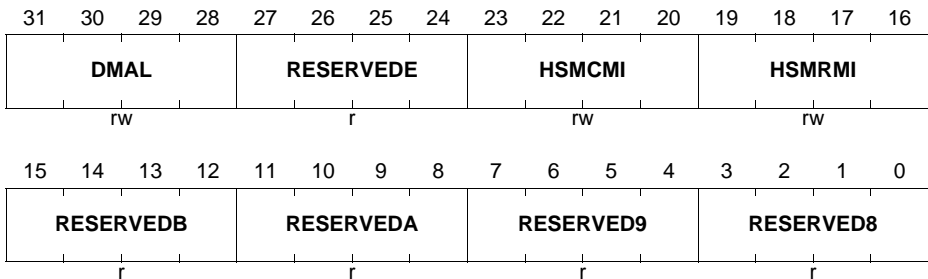 31 30 29 28 27 26 25 24 23 22 21 20 19 18 17 16
DMAL RESERVEDE HSMCMI HSMRMI
rw r rw rw
15 14 13 12 11 10 9 8 7 6 5 4 3 2 1 0
RESERVEDB RESERVEDA RESERVED9 RESERVED8
r r r r